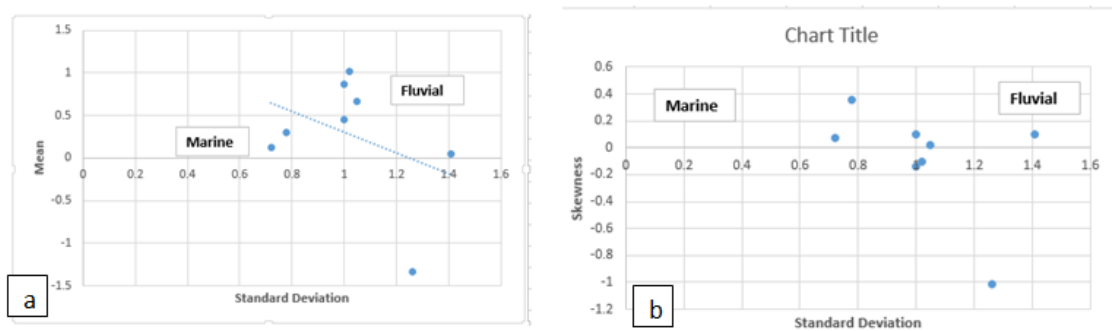 1.5
1
0.5
0
-0.5
-1
-1.5
Mean
0 0.2 0.4 0.6 0.8 1 1.2 1.4 1.6
Standard Deviation
Marine
Fluvial
a
Chart Title
0.6
0.4
0.2
0
-0.2
-0.4
-0.6
-0.8
-1
-1.2
Skewness
0 0.2 0.4 0.6 0.8 1 1.2 1.4 1.6
Standard Deviation
Marine
Fluvial
b